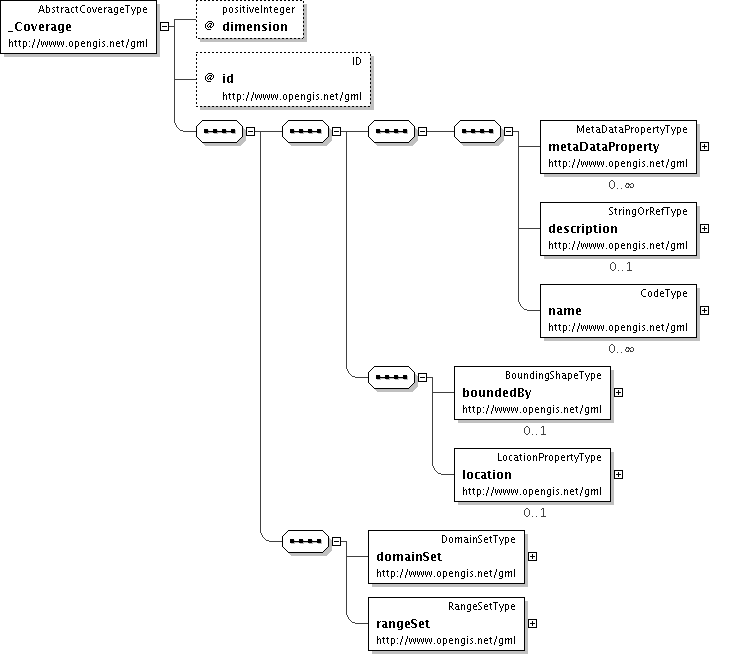 AbstractCoverageType
_Coverage
http://www.opengis.net/gml
positiveInteger
@ dimension
ID
@ id
http://www.opengis.net/gml
MetaDataPropertyType
metaDataProperty
http://www.opengis.net/gml
0..∞
StringOrRefType
description
http://www.opengis.net/gml
0..1
CodeType
name
http://www.opengis.net/gml
0..∞
BoundingShapeType
boundedBy
http://www.opengis.net/gml
0..1
LocationPropertyType
location
http://www.opengis.net/gml
0..1
DomainSetType
domainSet
http://www.opengis.net/gml
RangeSetType
rangeSet
http://www.opengis.net/gml